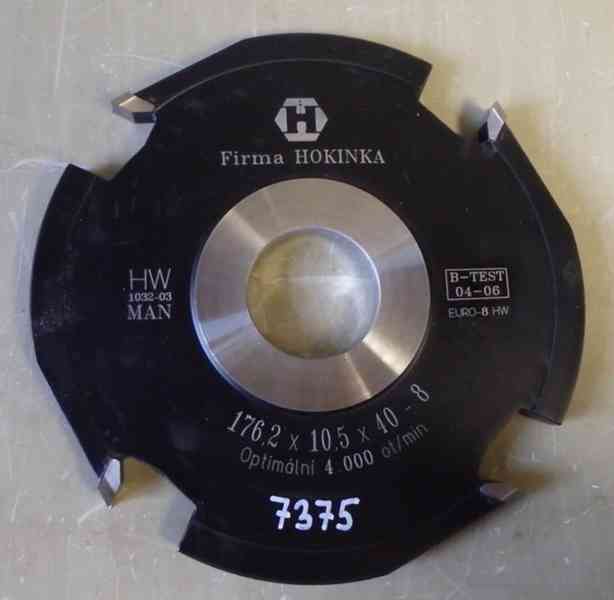 H
Firma HOKINKA
HW
1032-03
MAN
B-TEST
04-06
EURO-8 HW
176,2 x 10,5 x 40 - 8
Optimální 4.000 ot/min
7375